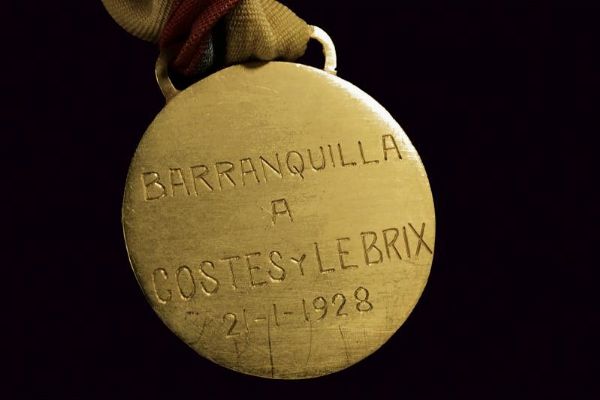 BARRANQUILLA
A
COSTES Y LE BRIX
21-1-1928